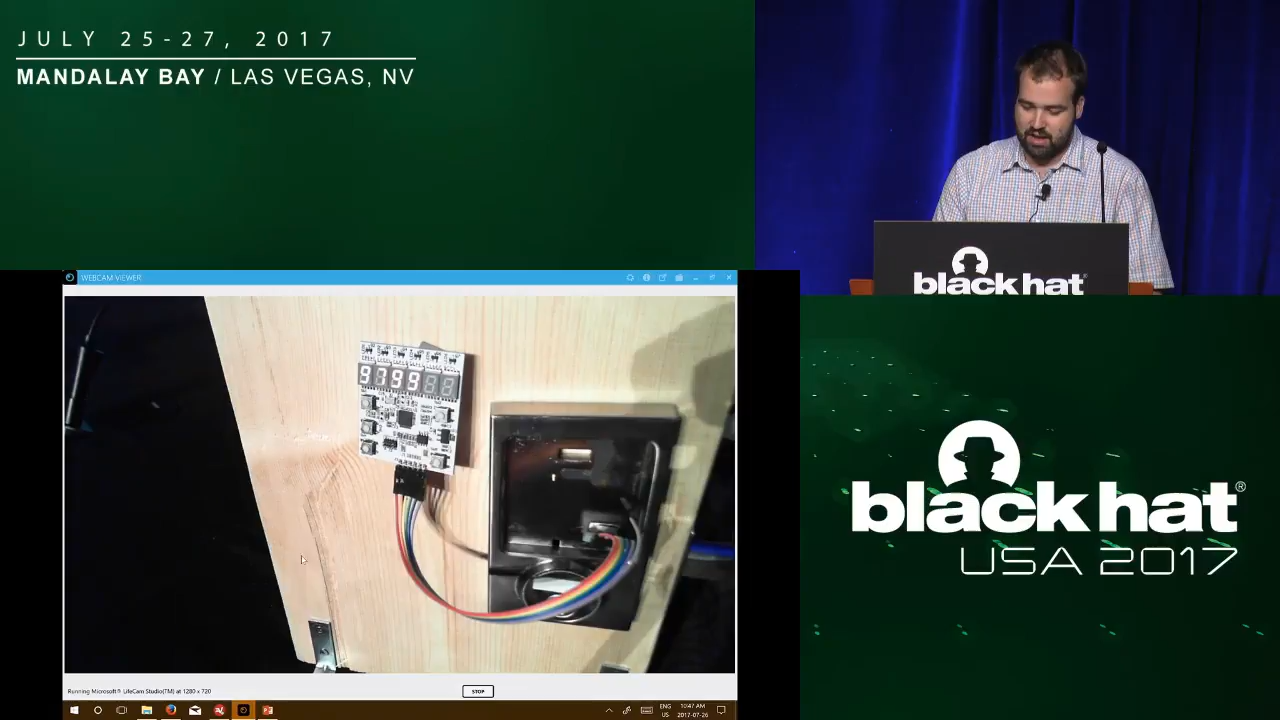 JULY 25-27, 2017
MANDALAY BAY / LAS VEGAS, NV
black hat
WEBCAM VIEWER
black hat®
USA 2017
Running Microsoft® LifeCam Studio(TM) at 1280 x 720
STOP
ENG
US
10:47 AM
2017-07-26